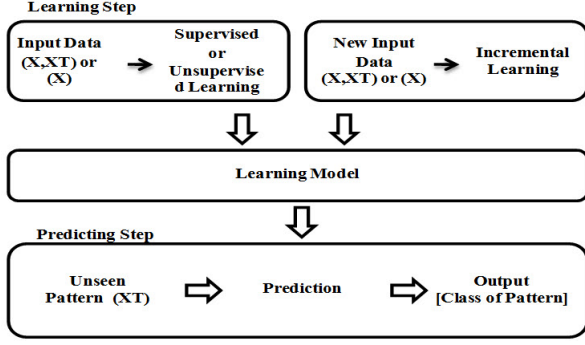 Learning Step
Input Data
(X,XT) or
(X)
Supervised
or
Unsupervise
d Learning
New Input
Data
(X,XT) or (X)
Incremental
Learning
Learning Model
Predicting Step
Unseen
Pattern (XT)
Prediction
Output
[Class of Pattern]